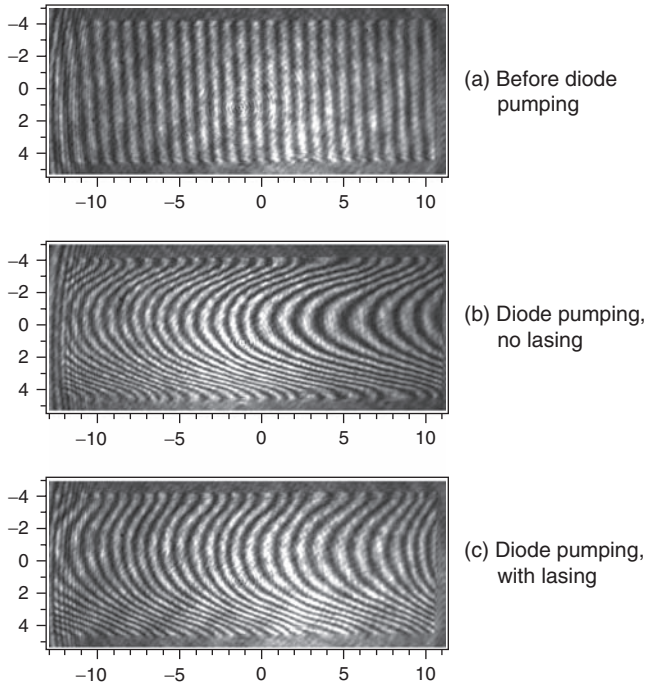 −4
−2
0
2
4
−10 −5 0 5 10
(a) Before diode
pumping
−4
−2
0
2
4
−10 −5 0 5 10
(b) Diode pumping,
no lasing
−4
−2
0
2
4
−10 −5 0 5 10
(c) Diode pumping,
with lasing